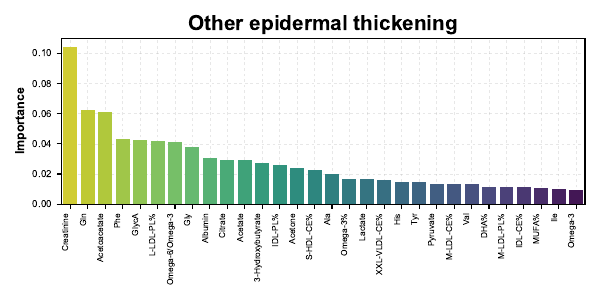 Other epidermal thickening
Importance
0.10
0.08
0.06
0.04
0.02
0.00
Creatinine
Gln
Acetoacetate
Phe
GlycA
L-LDL-PL%
Omega-6/Omega-3
Gly
Albumin
Citrate
Acetate
3-Hydroxybutyrate
IDL-PL%
Acetone
S-HDL-CE%
Ala
Omega-3%
Lactate
XXL-VLDL-CE%
His
Tyr
Pyruvate
M-LDL-CE%
Val
DHA%
M-LDL-PL%
IDL-CE%
MUFA%
Ile
Omega-3